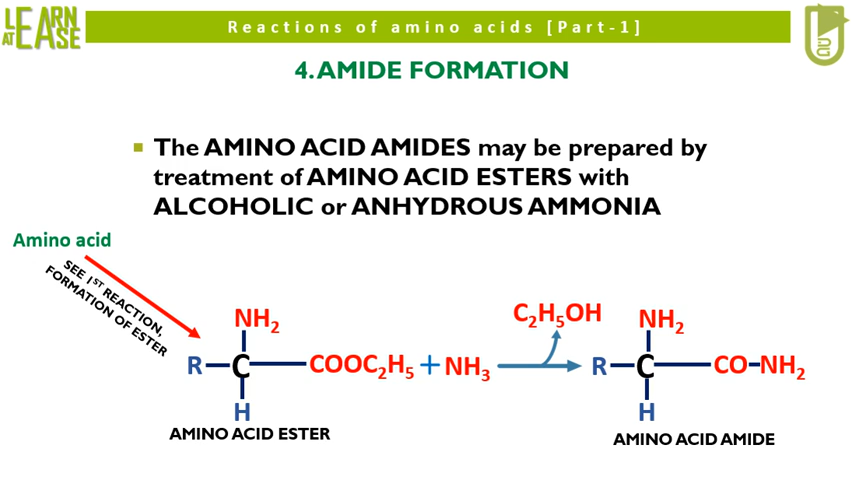 LEARN
AT EASE
Reactions of amino acids [Part-1]
4. AMIDE FORMATION
The AMINO ACID AMIDES may be prepared by
treatment of AMINO ACID ESTERS with
ALCOHOLIC or ANHYDROUS AMMONIA
Amino acid
SEE 1ST REACTION,
FORMATION OF ESTER
NH₂
R–C–COOC₂H₅ + NH₃
H
AMINO ACID ESTER
C₂H₅OH
NH₂
R–C–CO–NH₂
H
AMINO ACID AMIDE